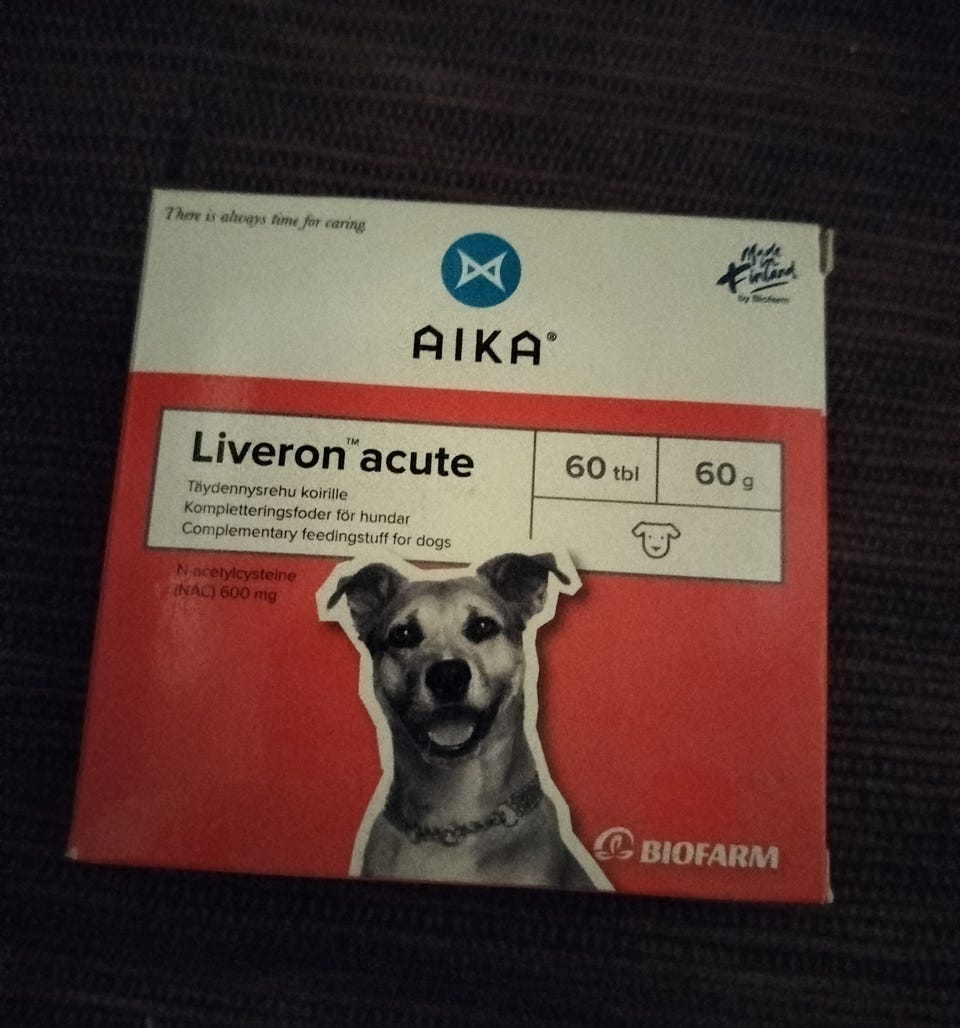 There is always time for caring
Made
in
Finland
by Biofarm
AIKA®
Liveron™ acute
Täydennysrehu koirille
Kompletteringsfoder för hundar
Complementary feedingstuff for dogs
60 tbl
60 g
N-acetylcysteine
(NAC) 600 mg
BIOFARM